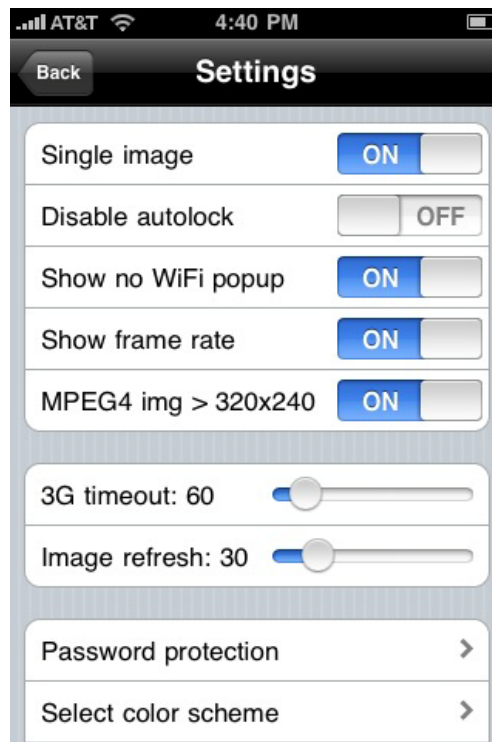 AT&T 4:40 PM
Back Settings
Single image ON
Disable autolock OFF
Show no WiFi popup ON
Show frame rate ON
MPEG4 img > 320x240 ON
3G timeout: 60
Image refresh: 30
Password protection
Select color scheme